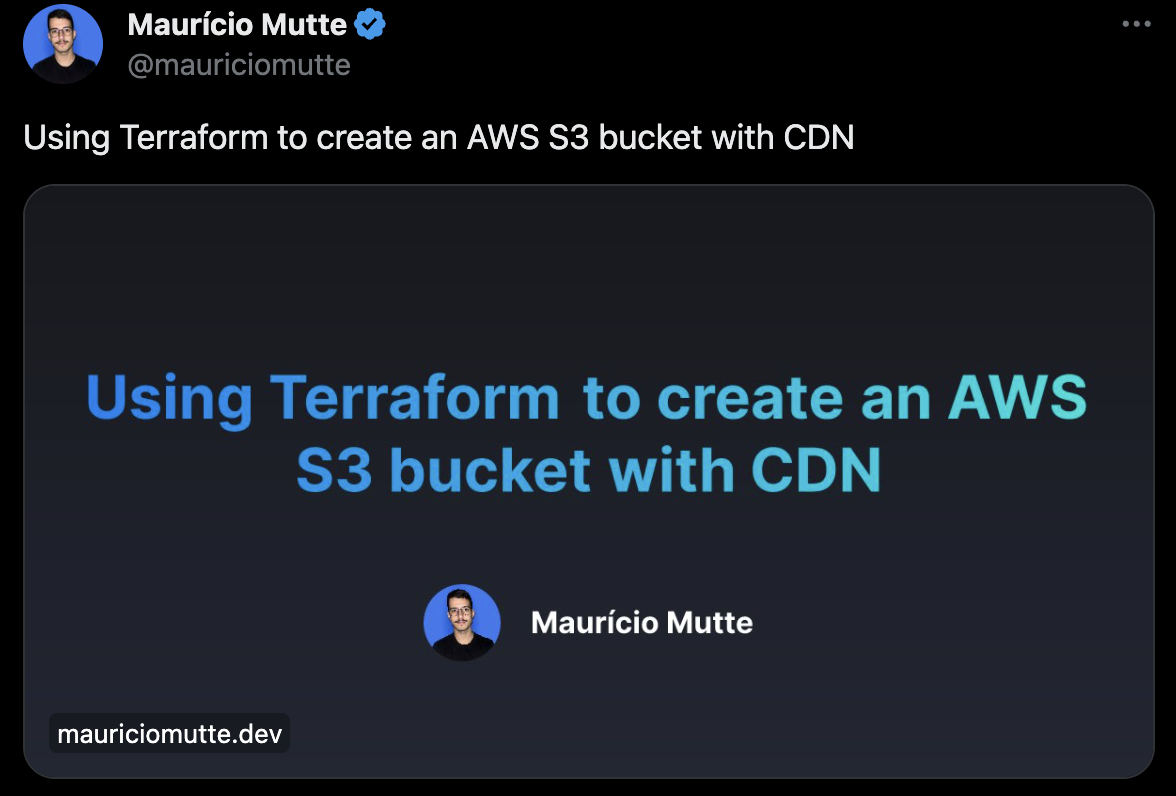 Maurício Mutte
@mauriciomutte
Using Terraform to create an AWS S3 bucket with CDN
Using Terraform to create an AWS
S3 bucket with CDN
Maurício Mutte
mauriciomutte.dev